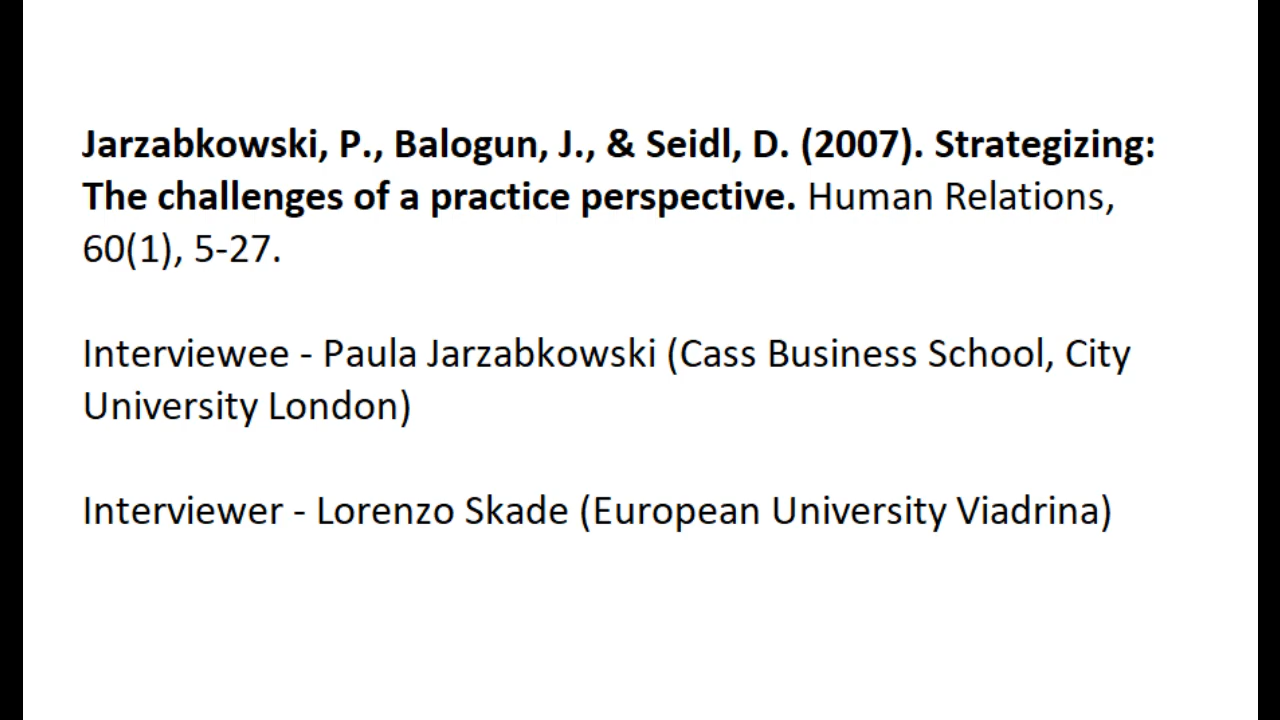 Jarzabkowski, P., Balogun, J., & Seidl, D. (2007). Strategizing:
The challenges of a practice perspective. Human Relations,
60(1), 5-27.
Interviewee - Paula Jarzabkowski (Cass Business School, City
University London)
Interviewer - Lorenzo Skade (European University Viadrina)